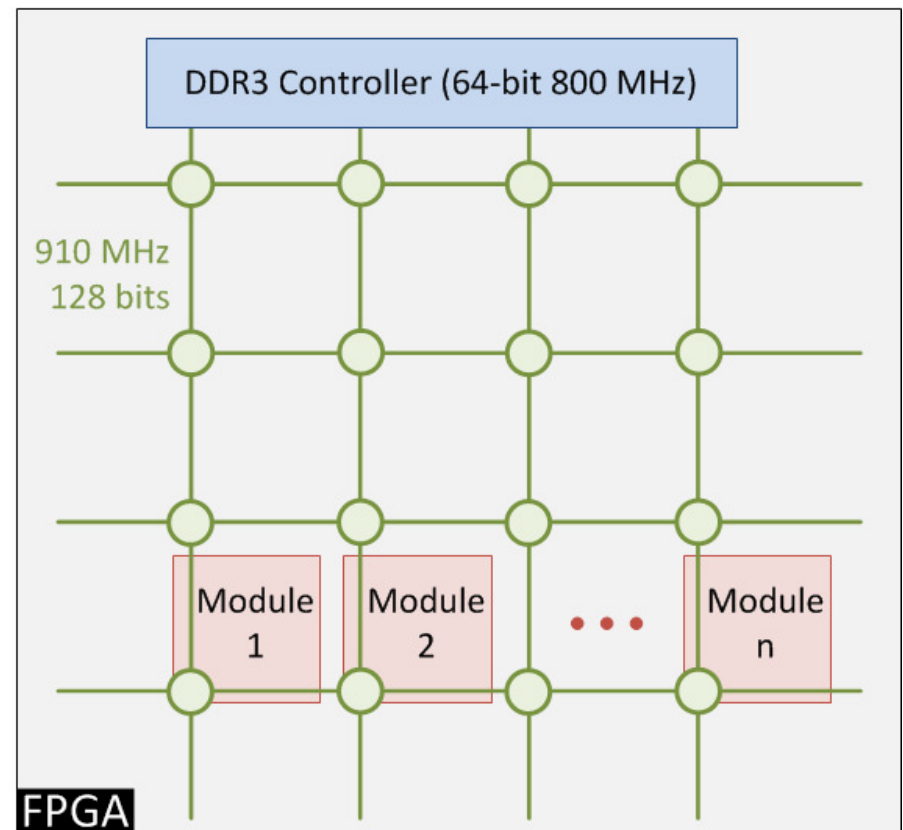 DDR3 Controller (64-bit 800 MHz)
910 MHz
128 bits
Module
1
Module
2
Module
n
FPGA